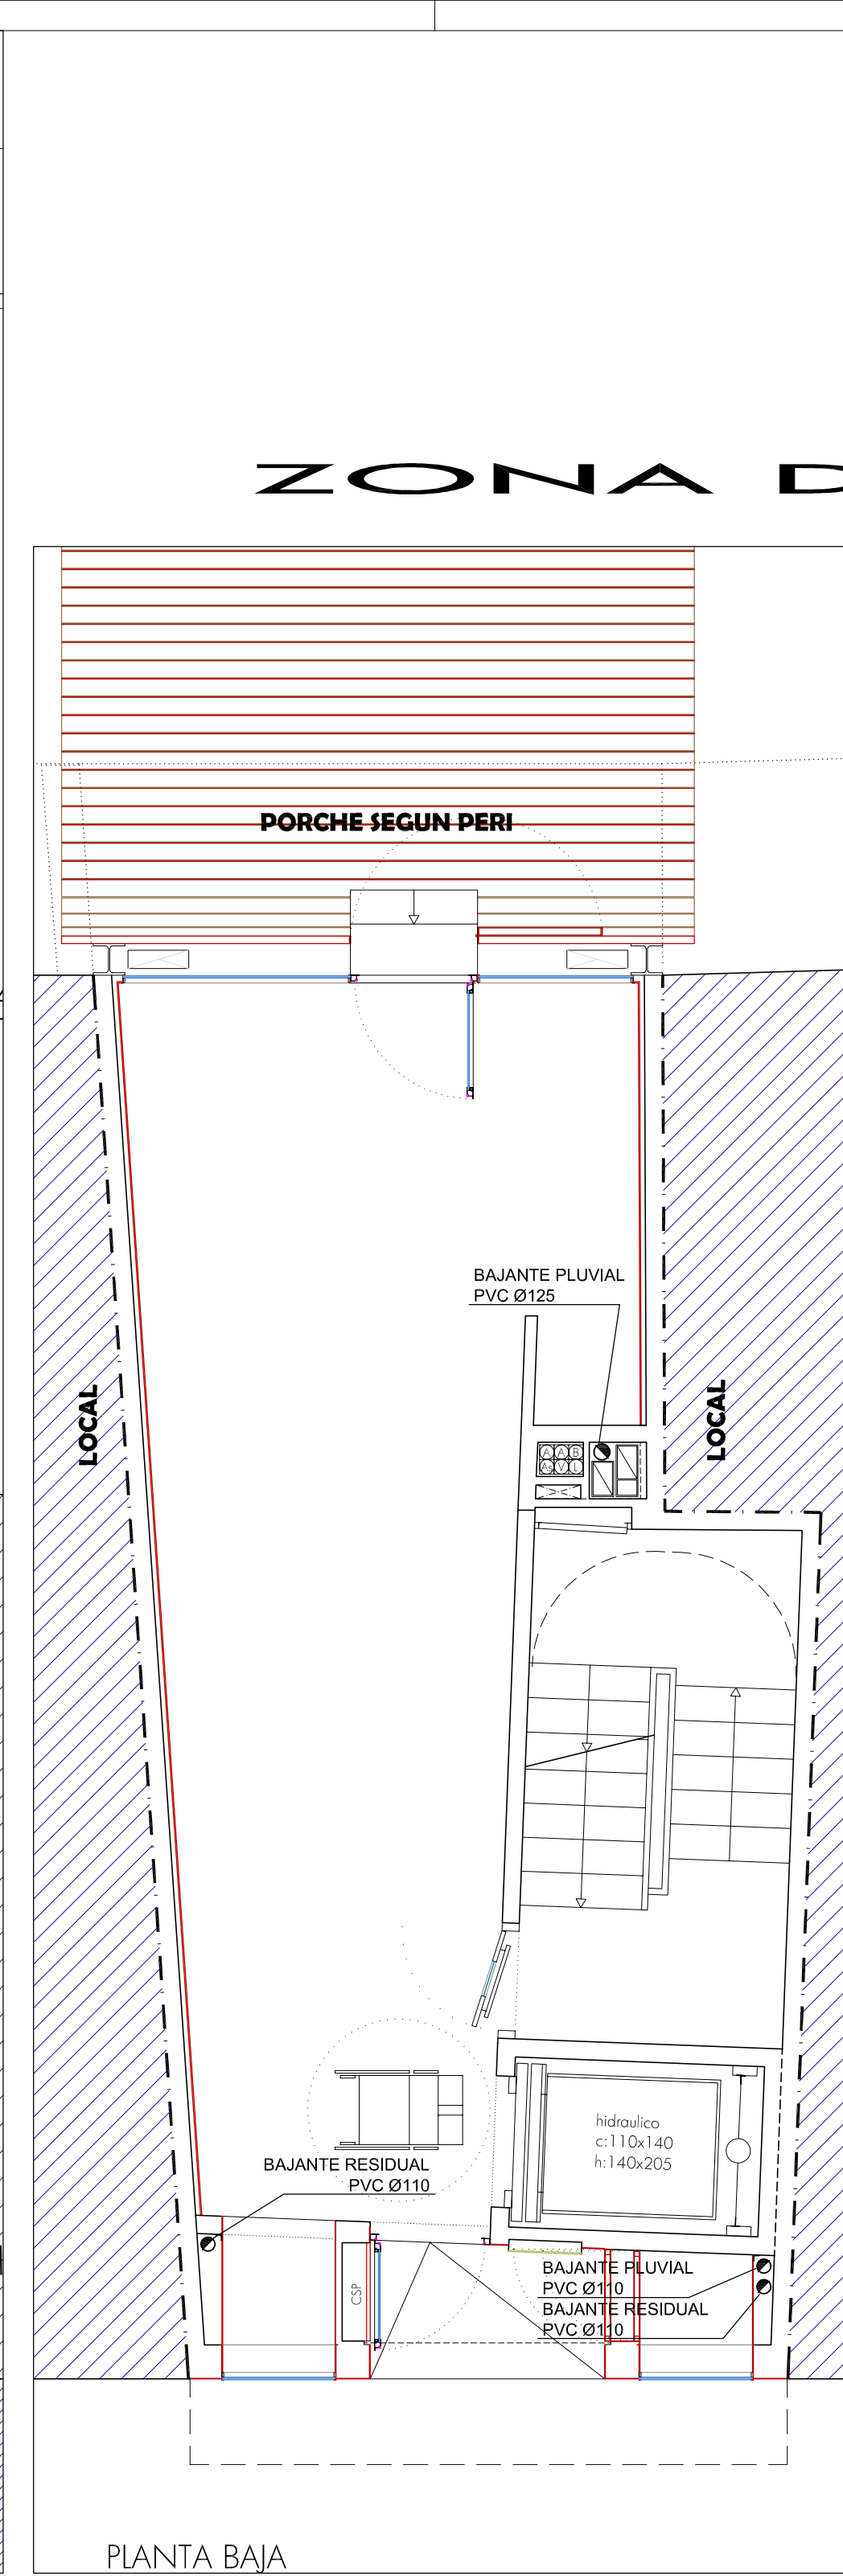 ZONA D
PORCHE SEGUN PERI
BAJANTE PLUVIAL
PVC Ø125
LOCAL
LOCAL
A A B
As V L
hidraulico
c:110x140
h:140x205
BAJANTE RESIDUAL
PVC Ø110
CSP
BAJANTE PLUVIAL
PVC Ø110
BAJANTE RESIDUAL
PVC Ø110
PLANTA BAJA